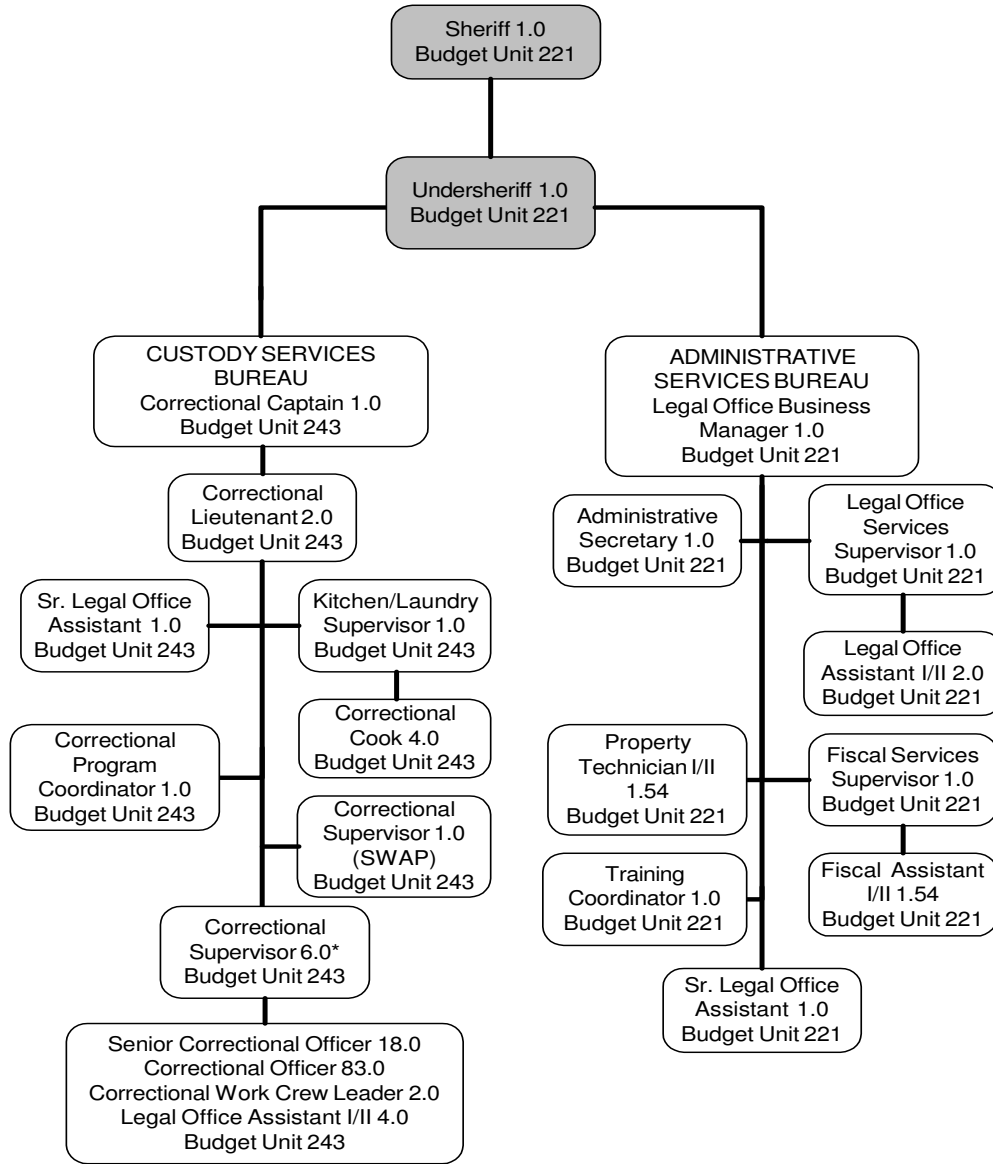 Sheriff 1.0
Budget Unit 221
Undersheriff 1.0
Budget Unit 221
CUSTODY SERVICES
BUREAU
Correctional Captain 1.0
Budget Unit 243
Correctional
Lieutenant 2.0
Budget Unit 243
Sr. Legal Office
Assistant 1.0
Budget Unit 243
Kitchen/Laundry
Supervisor 1.0
Budget Unit 243
Correctional
Cook 4.0
Budget Unit 243
Correctional
Program
Coordinator 1.0
Budget Unit 243
Correctional
Supervisor 1.0
(SWAP)
Budget Unit 243
Correctional
Supervisor 6.0*
Budget Unit 243
Senior Correctional Officer 18.0
Correctional Officer 83.0
Correctional Work Crew Leader 2.0
Legal Office Assistant I/II 4.0
Budget Unit 243
ADMINISTRATIVE
SERVICES BUREAU
Legal Office Business
Manager 1.0
Budget Unit 221
Administrative
Secretary 1.0
Budget Unit 221
Legal Office
Services
Supervisor 1.0
Budget Unit 221
Legal Office
Assistant I/II 2.0
Budget Unit 221
Property
Technician I/II
1.54
Budget Unit 221
Fiscal Services
Supervisor 1.0
Budget Unit 221
Fiscal Assistant
I/II 1.54
Budget Unit 221
Training
Coordinator 1.0
Budget Unit 221
Sr. Legal Office
Assistant 1.0
Budget Unit 221